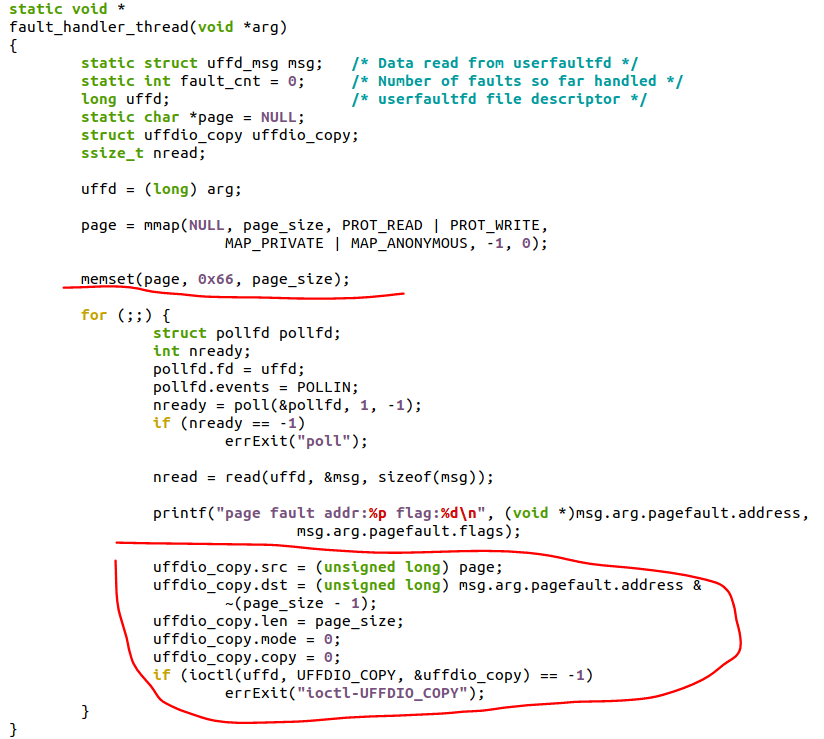 static void *
fault_handler_thread(void *arg)
{
        static struct uffd_msg msg;   /* Data read from userfaultfd */
        static int fault_cnt = 0;     /* Number of faults so far handled */
        long uffd;                    /* userfaultfd file descriptor */
        static char *page = NULL;
        struct uffdio_copy uffdio_copy;
        ssize_t nread;

        uffd = (long) arg;

        page = mmap(NULL, page_size, PROT_READ | PROT_WRITE,
                        MAP_PRIVATE | MAP_ANONYMOUS, -1, 0);

        memset(page, 0x66, page_size);

        for (;;) {
                struct pollfd pollfd;
                int nready;
                pollfd.fd = uffd;
                pollfd.events = POLLIN;
                nready = poll(&pollfd, 1, -1);
                if (nready == -1)
                        errExit("poll");

                nread = read(uffd, &msg, sizeof(msg));

                printf("page fault addr:%p flag:%d\n", (void *)msg.arg.pagefault.address,
                                msg.arg.pagefault.flags);

                uffdio_copy.src = (unsigned long) page;
                uffdio_copy.dst = (unsigned long) msg.arg.pagefault.address &
                        ~(page_size - 1);
                uffdio_copy.len = page_size;
                uffdio_copy.mode = 0;
                uffdio_copy.copy = 0;
                if (ioctl(uffd, UFFDIO_COPY, &uffdio_copy) == -1)
                        errExit("ioctl-UFFDIO_COPY");
        }
}